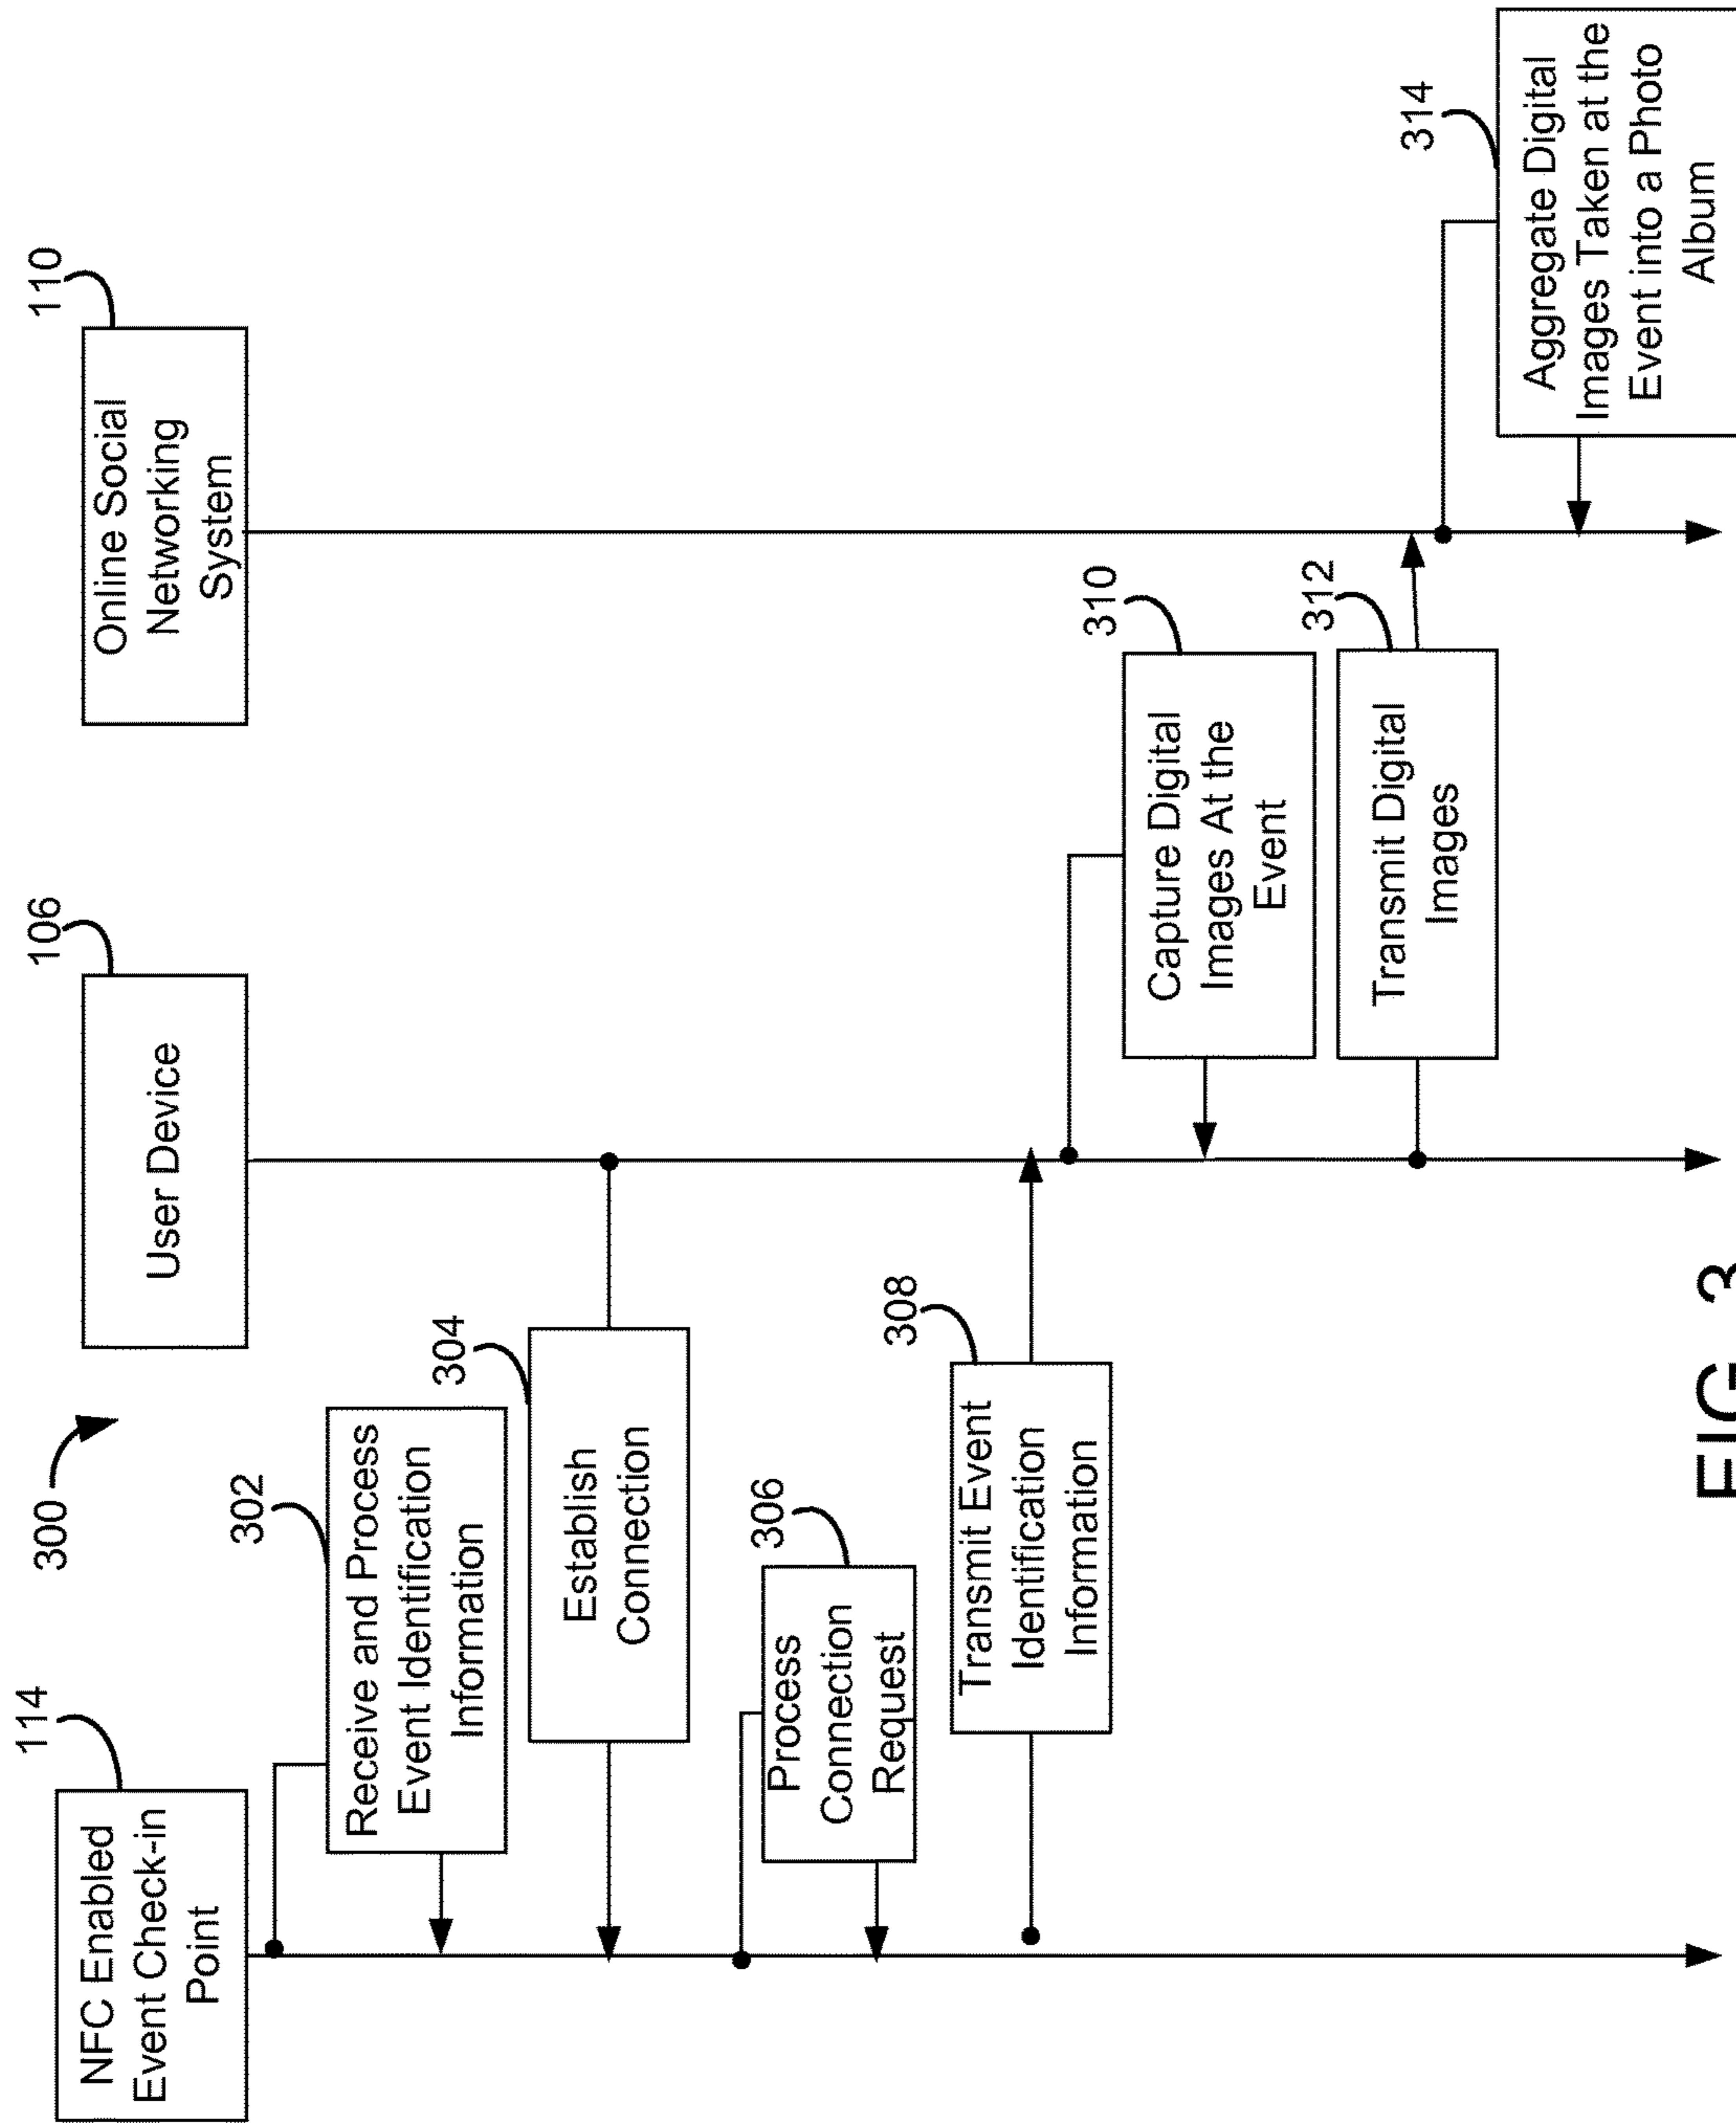 300
114
NFC Enabled
Event Check-in
Point
106
User Device
110
Online Social
Networking
System
302
Receive and Process
Event Identification
Information
304
Establish
Connection
306
Process
Connection
Request
308
Transmit Event
Identification
Information
310
Capture Digital
Images At the
Event
312
Transmit Digital
Images
314
Aggregate Digital
Images Taken at the
Event into a Photo
Album
FIG. 3